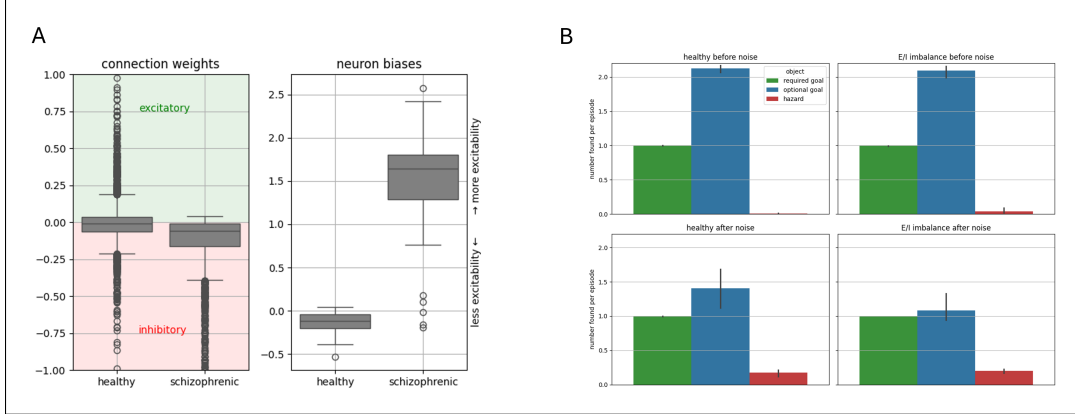 A
connection weights
1.00
0.75
0.50
0.25
0.00
−0.25
−0.50
−0.75
−1.00
excitatory
inhibitory
healthy
schizophrenic
neuron biases
2.5
2.0
1.5
1.0
0.5
0.0
−0.5
healthy
schizophrenic
less excitability ← → more excitability
B
healthy before noise
number found per episode
2.0
1.5
1.0
0.5
0.0
object
required goal
optional goal
hazard
E/I imbalance before noise
healthy after noise
number found per episode
2.0
1.5
1.0
0.5
0.0
E/I imbalance after noise